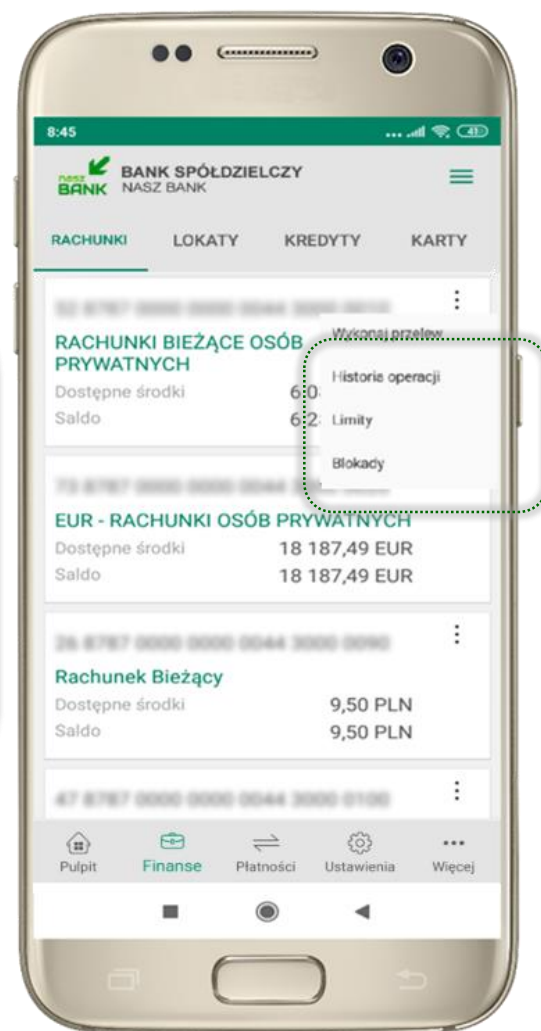 8:45
41
nasz BANK
BANK SPÓŁDZIELCZY
NASZ BANK
RACHUNKI LOKATY KREDYTY KARTY
Wykonaj przelew
RACHUNKI BIEŻĄCE OSÓB
PRYWATNYCH
Historia operacji
Dostępne środki
Saldo
Limity
Blokady
EUR - RACHUNKI OSÓB PRYWATNYCH
Dostępne środki 18 187,49 EUR
Saldo 18 187,49 EUR
Rachunek Bieżący
Dostępne środki 9,50 PLN
Saldo 9,50 PLN
Pulpit Finanse Płatności Ustawienia Więcej